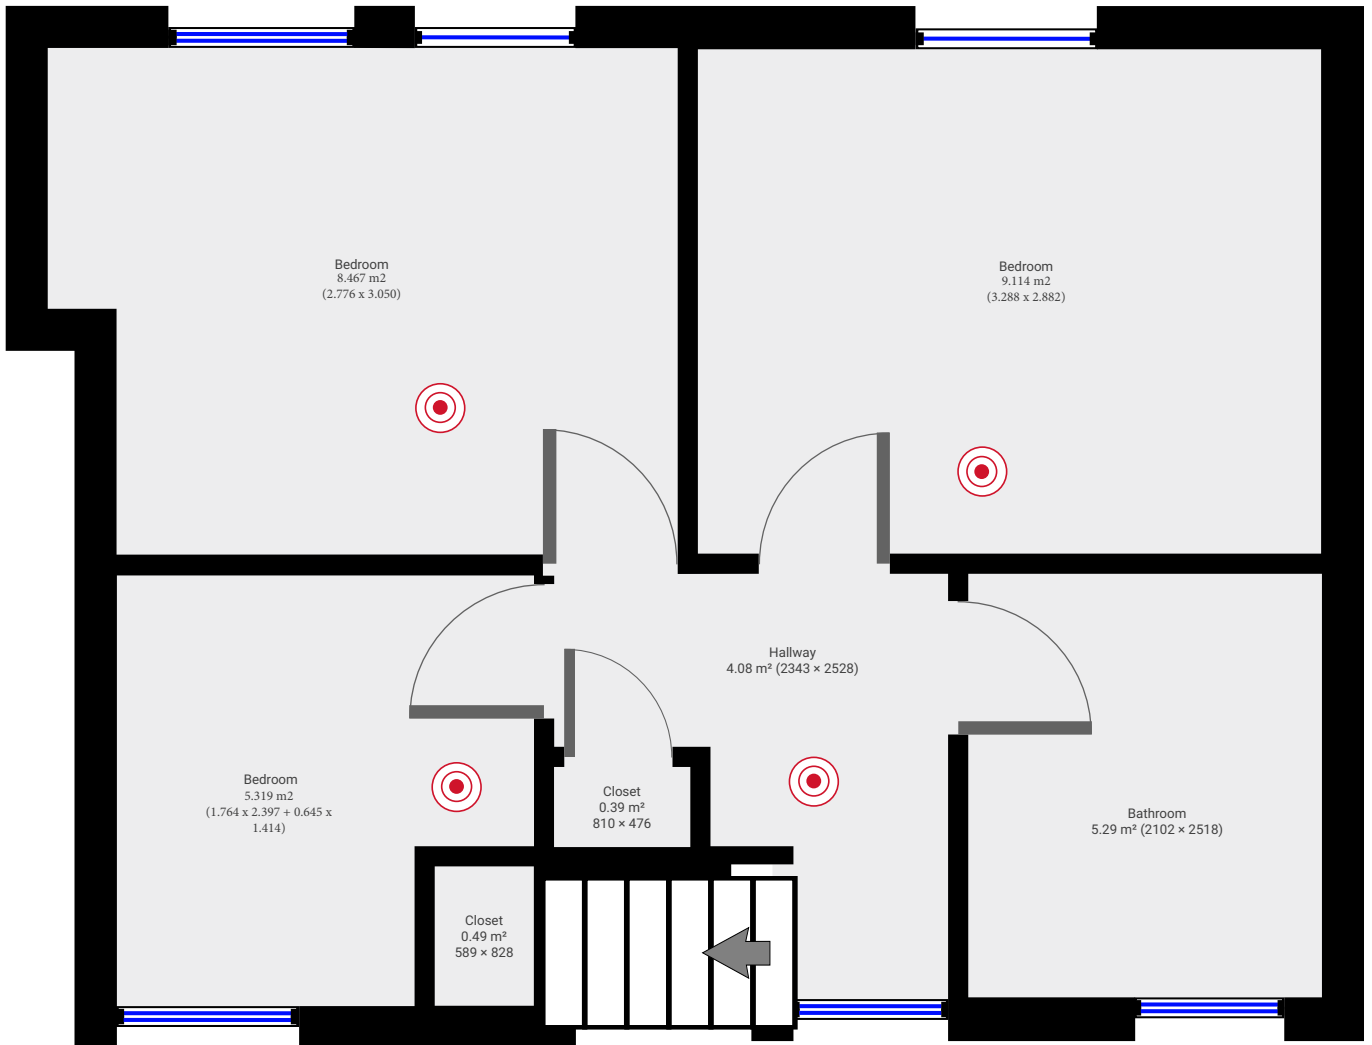 Bedroom
8.467 m2
(2.776 x 3.050)
Bedroom
9.114 m2
(3.288 x 2.882)
Hallway
4.08 m² (2343 × 2528)
Bedroom
5.319 m2
(1.764 x 2.397 + 0.645 x
1.414)
Closet
0.39 m²
810 × 476
Bathroom
5.29 m² (2102 × 2518)
Closet
0.49 m²
589 × 828